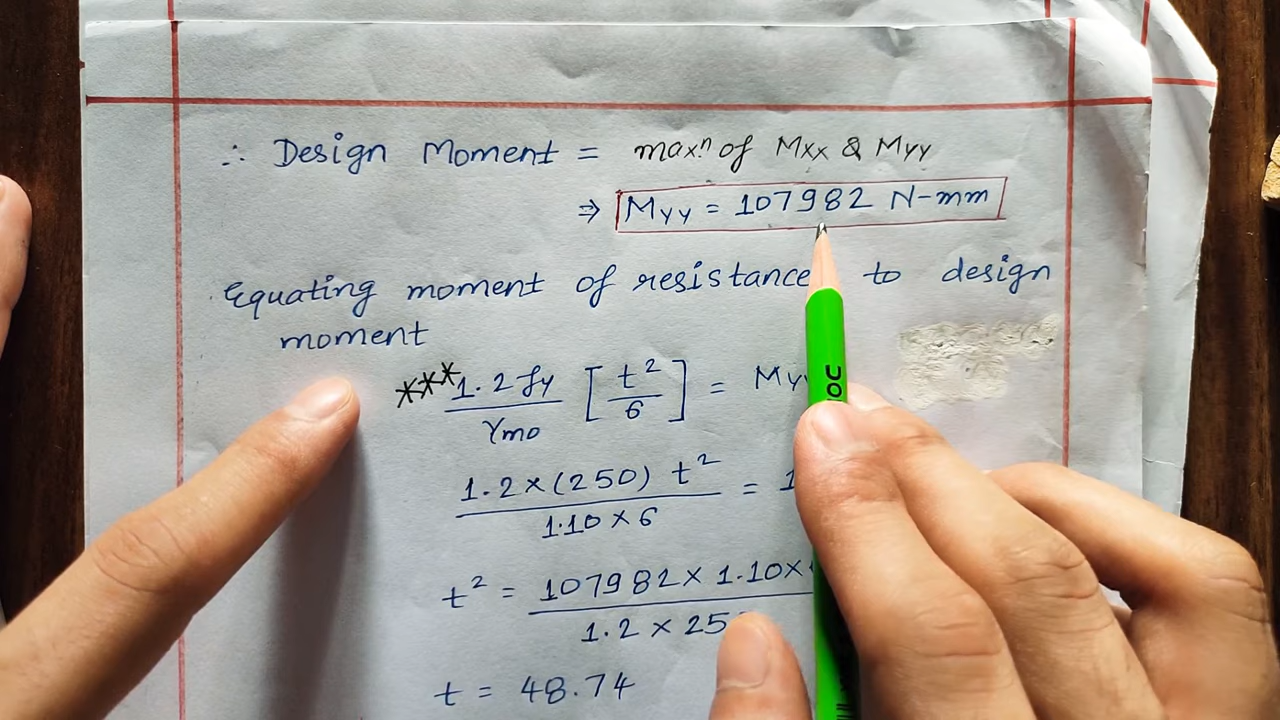 ∴ Design Moment = maxⁿ of Mxx & Myy
⇒ Myy = 107982 N-mm
Equating moment of resistance to design
moment
*** 1.2 fy / γmo [t² / 6] = My
1.2 × (250) t² / 1.10 × 6 = 1
t² = 107982 × 1.10 × / 1.2 × 25
t = 48.74